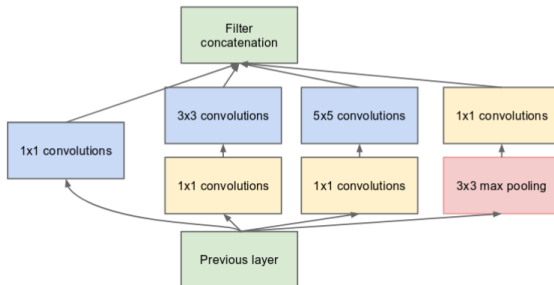 Filter
concatenation
3x3 convolutions
5x5 convolutions
1x1 convolutions
1x1 convolutions
1x1 convolutions
1x1 convolutions
3x3 max pooling
Previous layer